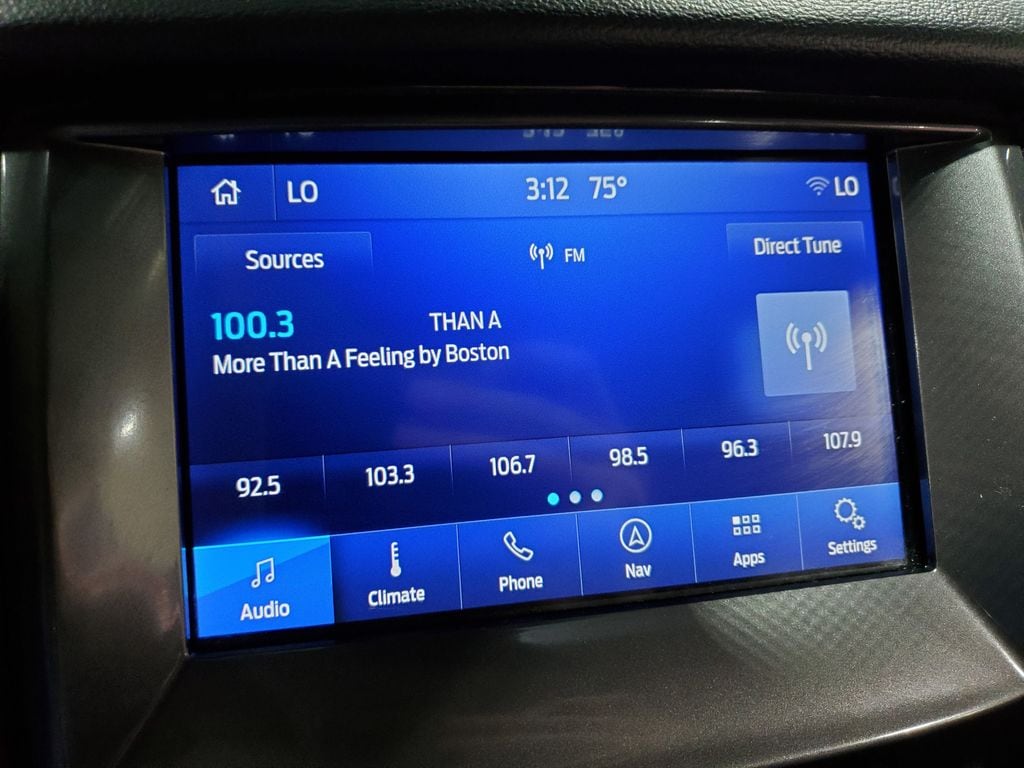 LO 3:12 75° LO
Sources FM Direct Tune
100.3 THAN A
More Than A Feeling by Boston
92.5 103.3 106.7 98.5 96.3 107.9
Audio Climate Phone Nav Apps Settings